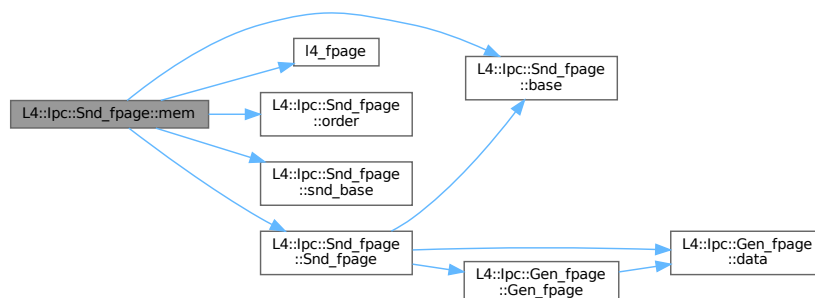 L4::Ipc::Snd_fpage::mem
l4_fpage
L4::Ipc::Snd_fpage
::order
L4::Ipc::Snd_fpage
::snd_base
L4::Ipc::Snd_fpage
::Snd_fpage
L4::Ipc::Snd_fpage
::base
L4::Ipc::Gen_fpage
::Gen_fpage
L4::Ipc::Gen_fpage
::data